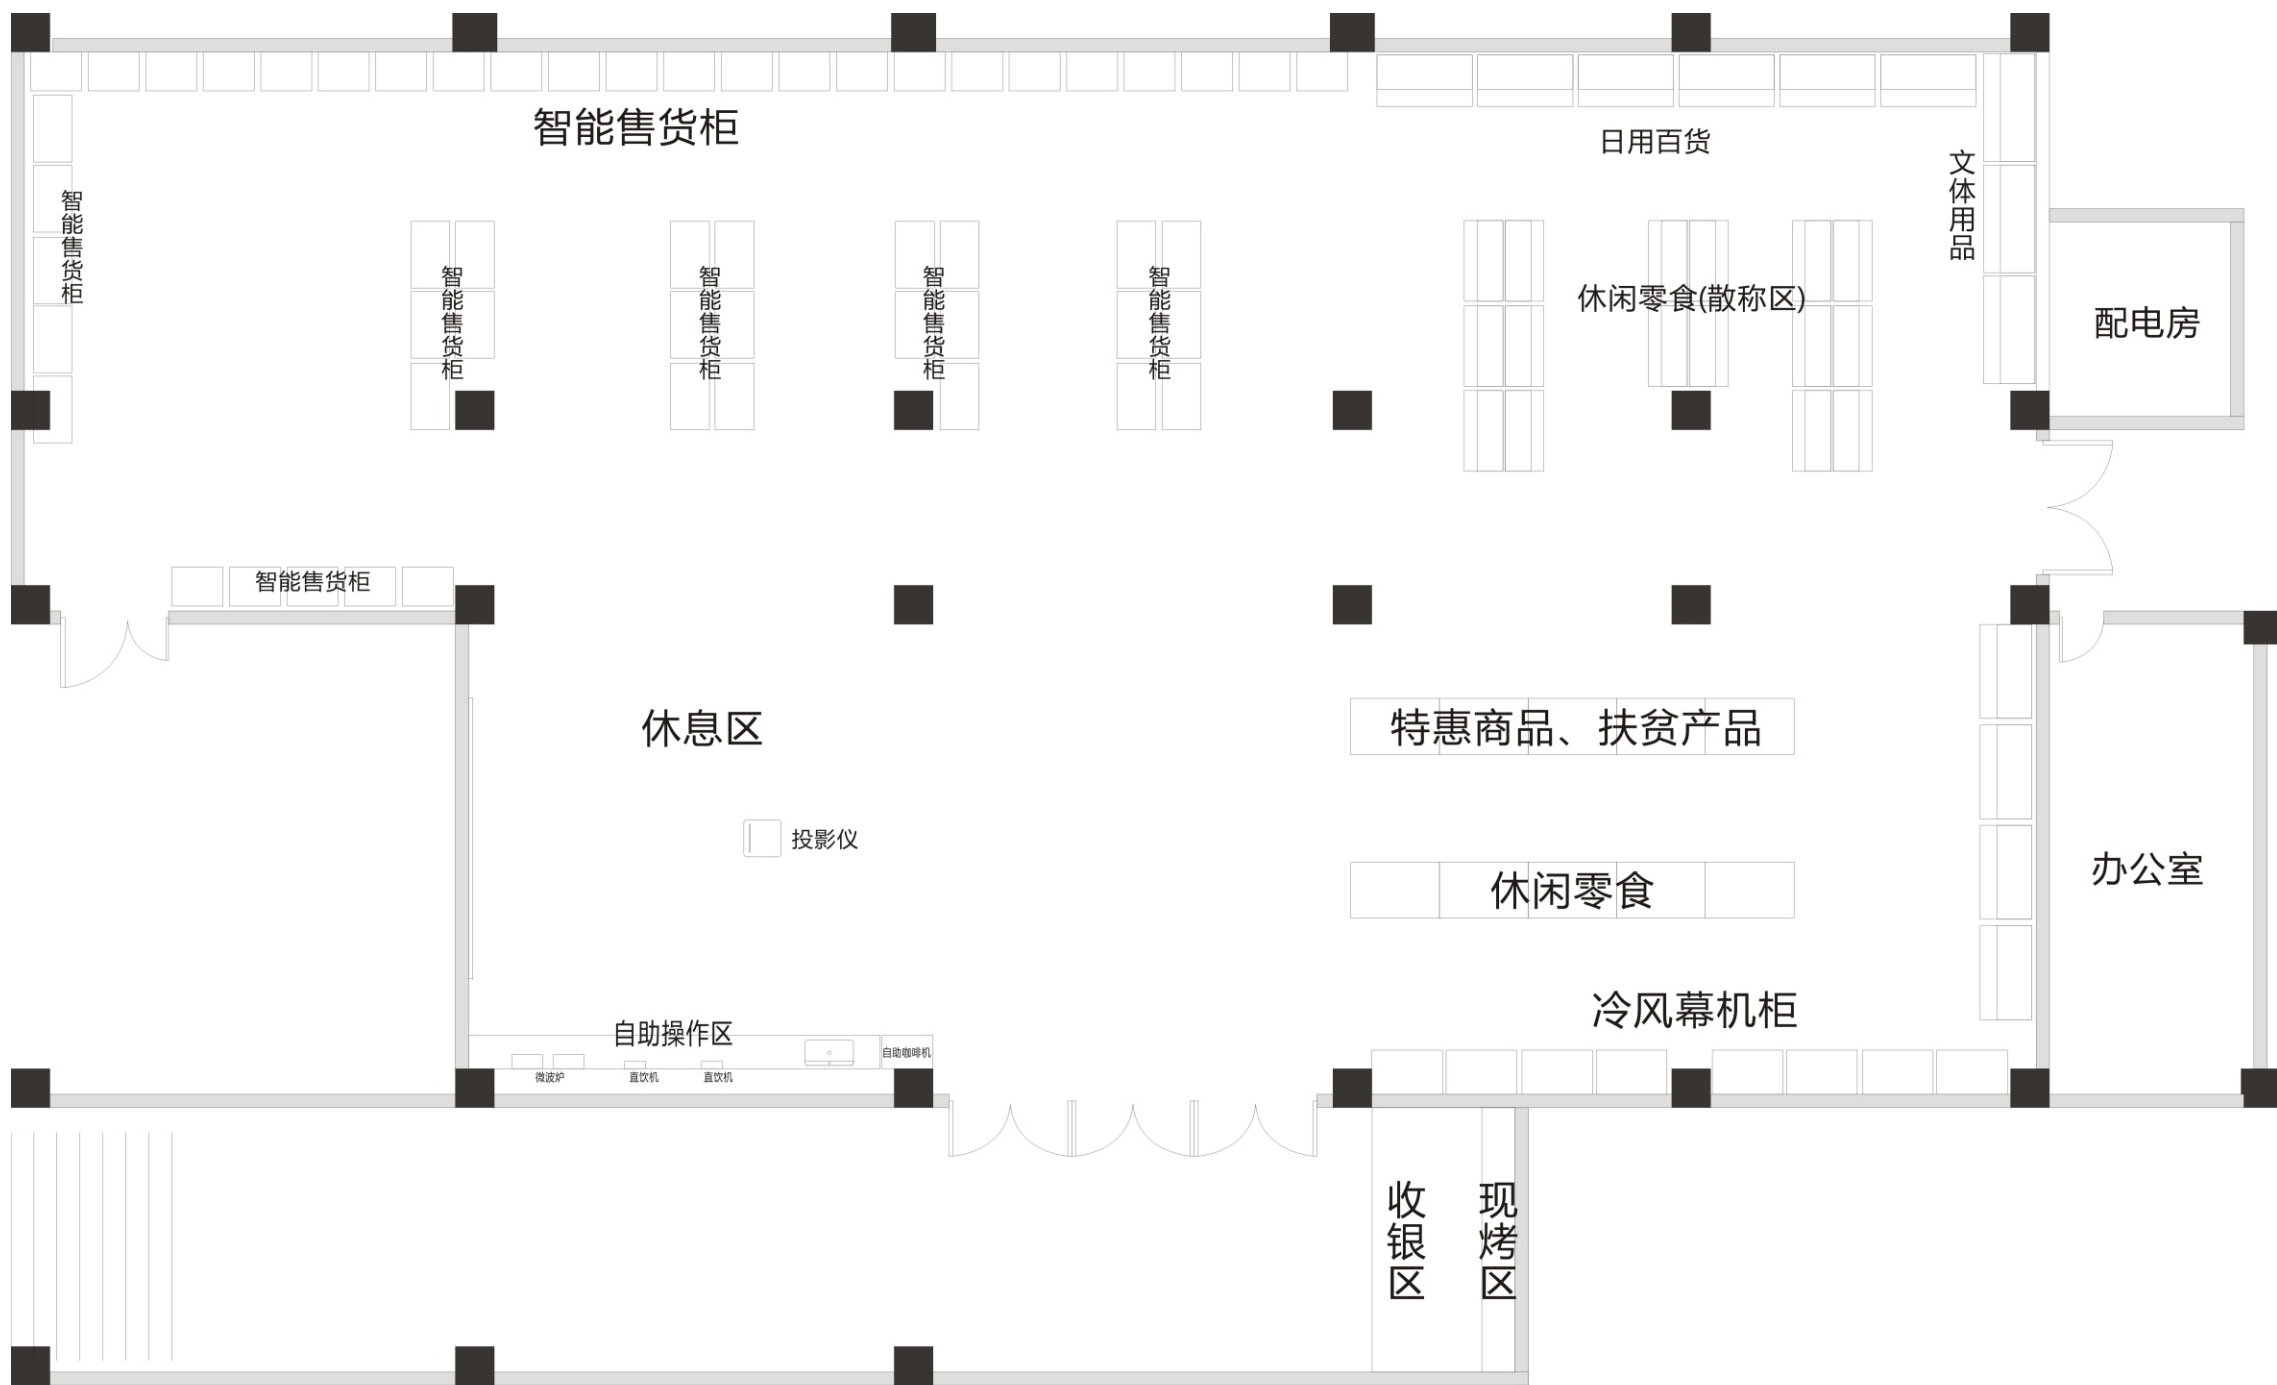 智能售货柜
日用百货
文体用品
智能售货柜
智能售货柜
智能售货柜
智能售货柜
智能售货柜
休闲零食(散称区)
配电房
智能售货柜
休息区
特惠商品、扶贫产品
投影仪
休闲零食
办公室
冷风幕机柜
自助操作区
自助咖啡机
微波炉
直饮机
直饮机
收银区
现烤区